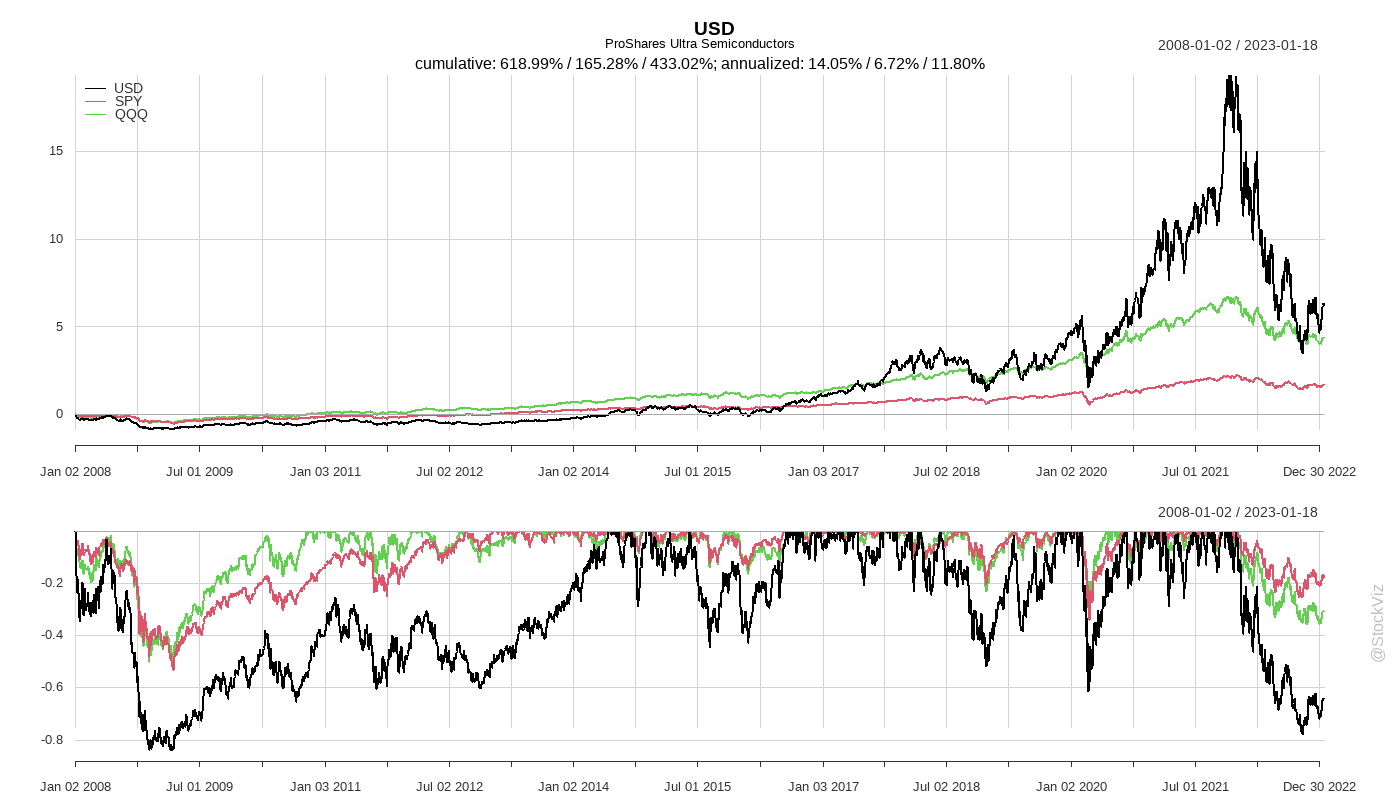 USD
ProShares Ultra Semiconductors
2008-01-02 / 2023-01-18
cumulative: 618.99% / 165.28% / 433.02%; annualized: 14.05% / 6.72% / 11.80%
USD
SPY
QQQ
15
10
5
0
Jan 02 2008 Jul 01 2009 Jan 03 2011 Jul 02 2012 Jan 02 2014 Jul 01 2015 Jan 03 2017 Jul 02 2018 Jan 02 2020 Jul 01 2021 Dec 30 2022
2008-01-02 / 2023-01-18
-0.2
-0.4
-0.6
-0.8
Jan 02 2008 Jul 01 2009 Jan 03 2011 Jul 02 2012 Jan 02 2014 Jul 01 2015 Jan 03 2017 Jul 02 2018 Jan 02 2020 Jul 01 2021 Dec 30 2022
@StockViz